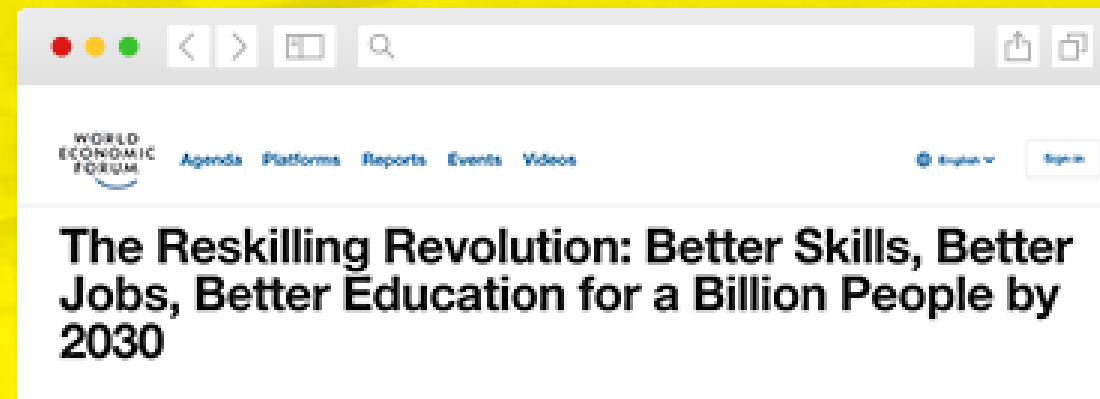 WORLD
ECONOMIC
FORUM
Agenda Platforms Reports Events Videos
English
Sign in
The Reskilling Revolution: Better Skills, Better
Jobs, Better Education for a Billion People by
2030